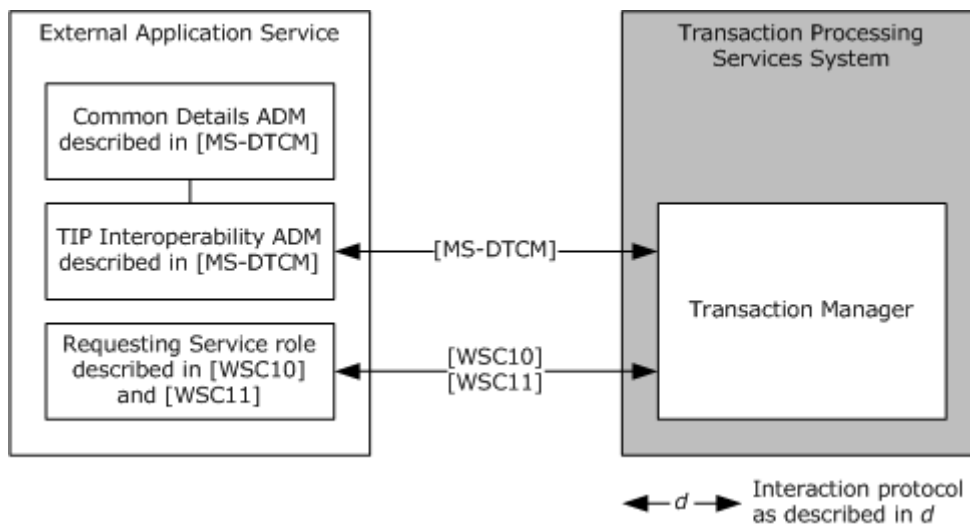 External Application Service
Common Details ADM
described in [MS-DTCM]
TIP Interoperability ADM
described in [MS-DTCM]
Requesting Service role
described in [WSC10]
and [WSC11]
[MS-DTCM]
[WSC10]
[WSC11]
Transaction Processing
Services System
Transaction Manager
d
Interaction protocol
as described in d